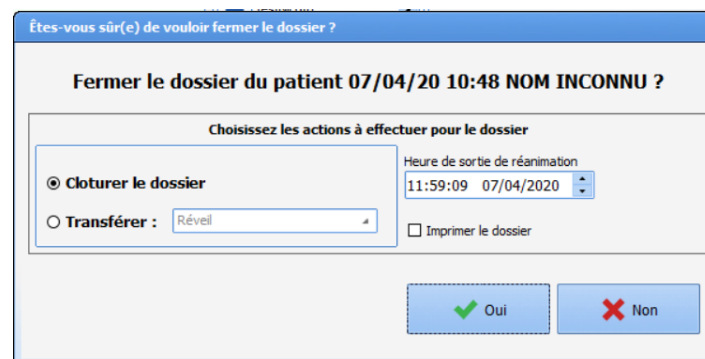 Êtes-vous sûr(e) de vouloir fermer le dossier ?
Fermer le dossier du patient 07/04/20 10:48 NOM INCONNU ?
Choisissez les actions à effectuer pour le dossier
Cloturer le dossier
Transférer : Réveil
Heure de sortie de réanimation
11:59:09 07/04/2020
Imprimer le dossier
Oui
Non